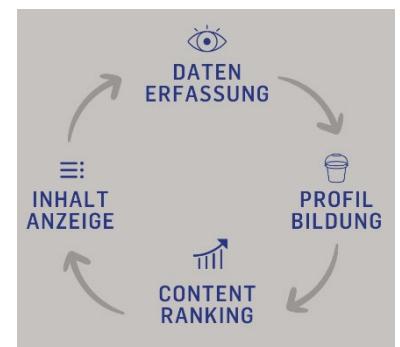 DATEN
ERFASSUNG
PROFIL
BILDUNG
CONTENT
RANKING
INHALT
ANZEIGE